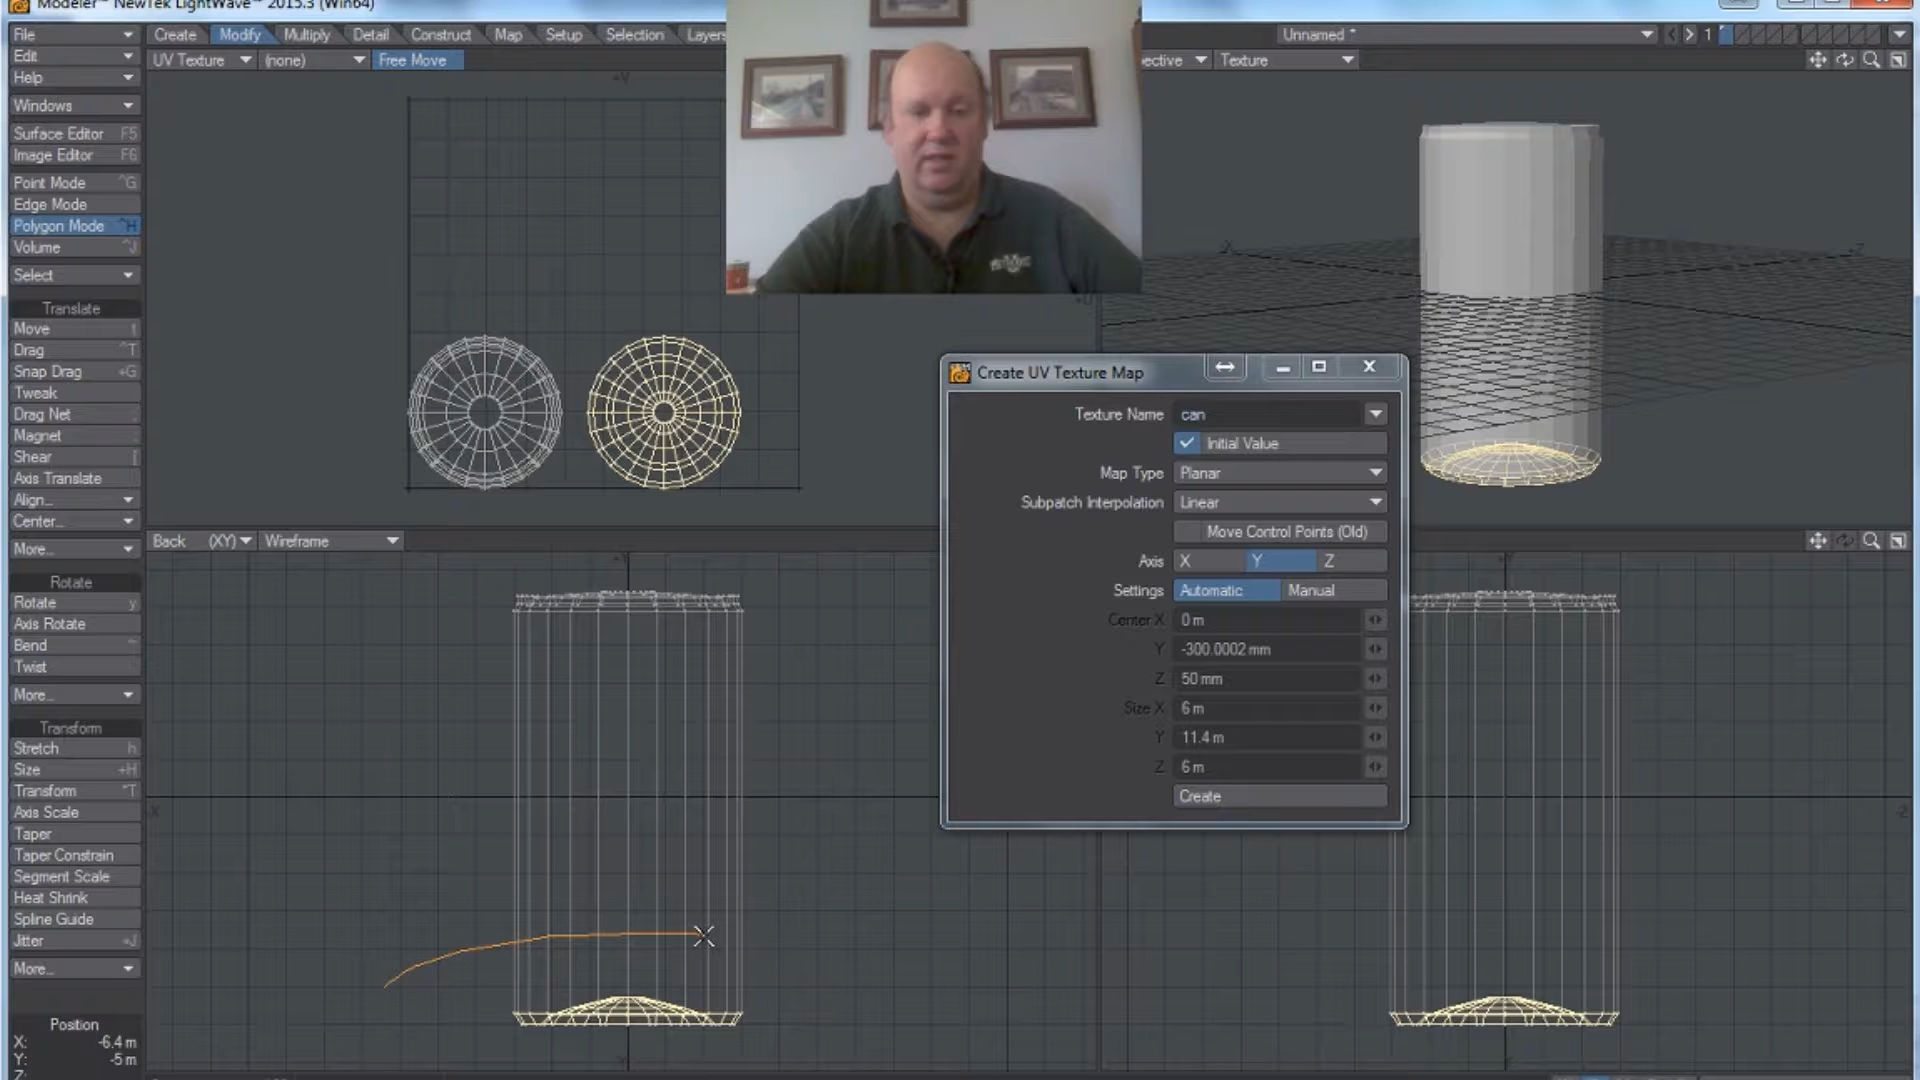 Modeler™ NewTek LightWave™ 2015.3 (Win64)
File
Create Modify Multiply Detail Construct Map Setup Selection Layers
Unnamed * 1
Edit
UV Texture (none) Free Move
ective Texture
Help
Windows
Surface Editor F5
Image Editor F6
Point Mode ^G
Edge Mode
Polygon Mode ^H
Volume ^J
Select
Translate
Move t
Drag ^T
Snap Drag +G
Tweak
Drag Net
Magnet
Shear [
Axis Translate
Align...
Center...
More...
Back (XY) Wireframe
Rotate
Rotate y
Axis Rotate
Bend ~
Twist
More...
Transform
Stretch h
Size +H
Transform
Axis Scale
Taper
Taper Constrain
Segment Scale
Heat Shrink
Spline Guide
Jitter +J
More...
Position
X: -6.4 m
Y: -5 m
Z:
Create UV Texture Map
Texture Name can
Initial Value
Map Type Planar
Subpatch Interpolation Linear
Move Control Points (Old)
Axis X Y Z
Settings Automatic Manual
Center X 0 m
Y -300.0002 mm
Z 50 mm
Size X 6 m
Y 11.4 m
Z 6 m
Create